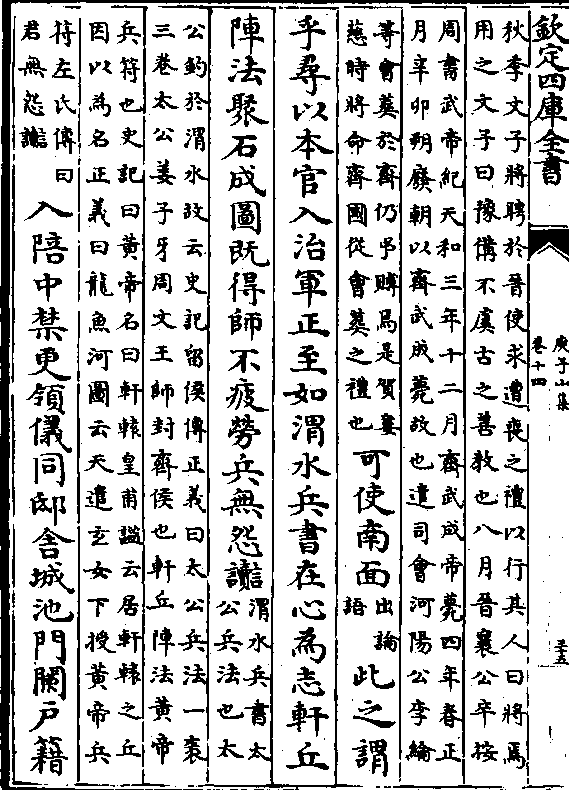 欽定四庫全書
庾子山集
卷十四
三十五
秋季文子將聘於晉使求遭喪之禮以行其人曰將焉
用之文子曰豫備不虞古之善教也八月晉襄公卒按
周書武帝紀天和三年十二月齊武成帝薨四年春正
月辛卯朔廢朝以齊武成薨故也遣司會河陽公李綸
等會葬於齊仍弔賻焉是賀婁
慈時將命齊國從會葬之禮也
可使南面
出論
語
此之謂
乎尋以本官入治軍正至如渭水兵書在心為志軒丘
陣法聚石成圖既得師不疲勞兵無怨讟
渭水兵書太
公兵法也太
公釣於渭水故云史記留侯傳正義曰太公兵法一袠
三卷太公姜子牙周文王師封齊侯也軒丘陣法黃帝
兵符也史記曰黃帝名曰軒轅皇甫謐云居軒轅之丘
因以為名正義曰龍魚河圖云天遣玄女下授黃帝兵
符左氏傳曰
君無怨讟
入陪中禁更領儀同邸舍城池門關戶籍